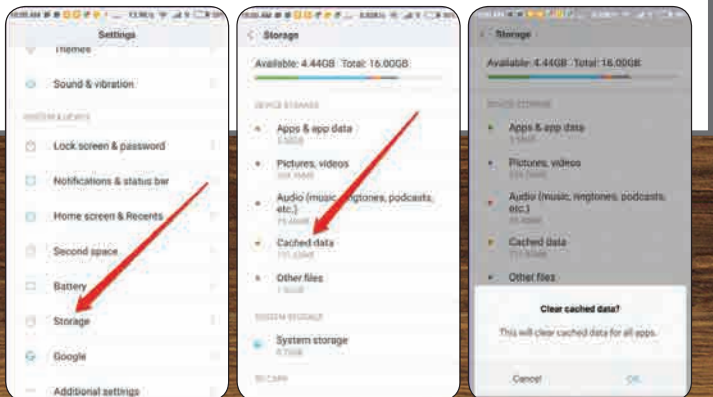 Settings
Themes
Sound & vibration
Lock screen & password
Notifications & status bar
Home screen & Recents
Second space
Battery
Storage
Google
Additional settings
Storage
Available: 4.44GB Total: 16.00GB
DEVICE STORAGE
Apps & app data
Pictures, videos
Audio (music, ringtones, podcasts,
etc.)
Cached data
Other files
SYSTEM STORAGE
System storage
Storage
Available: 4.44GB Total: 16.00GB
DEVICE STORAGE
Apps & app data
Pictures, videos
Audio (music, ringtones, podcasts,
etc.)
Cached data
Other files
Clear cached data?
This will clear cached data for all apps.
Cancel
OK